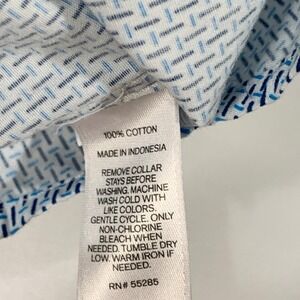 100% COTTON
MADE IN INDONESIA
REMOVE COLLAR
STAYS BEFORE
WASHING. MACHINE
WASH COLD WITH
LIKE COLORS.
GENTLE CYCLE. ONLY
NON-CHLORINE
BLEACH WHEN
NEEDED. TUMBLE DRY
LOW. WARM IRON IF
NEEDED.
RN# 55285